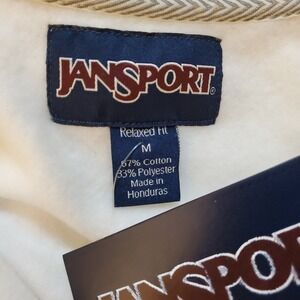 JANSPORT®
Relaxed Fit
M
67% Cotton
33% Polyester
Made in
Honduras
JANSPORT